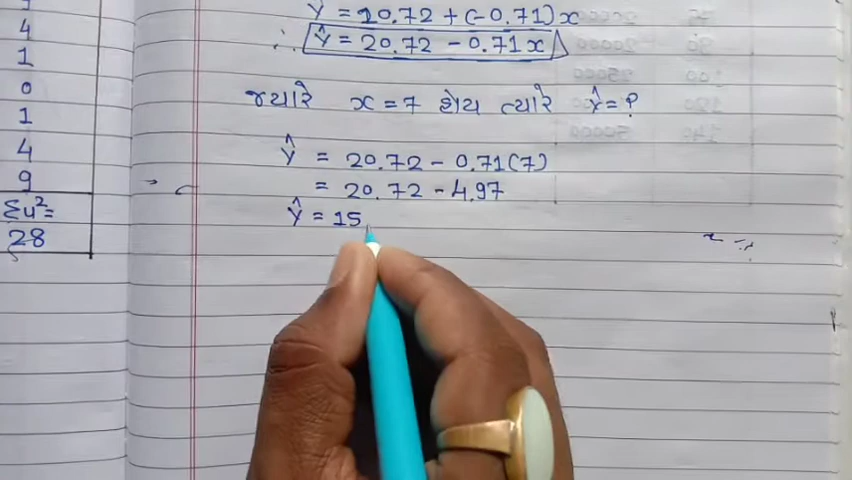 4
1
0
1
4
9
Σu²=
28
Y = 20.72 + (-0.71)x
∴ Ŷ = 20.72 - 0.71x
જ્યારે x = 7 હોય ત્યારે Ŷ = ?
Ŷ = 20.72 - 0.71(7)
= 20.72 - 4.97
Ŷ = 15.